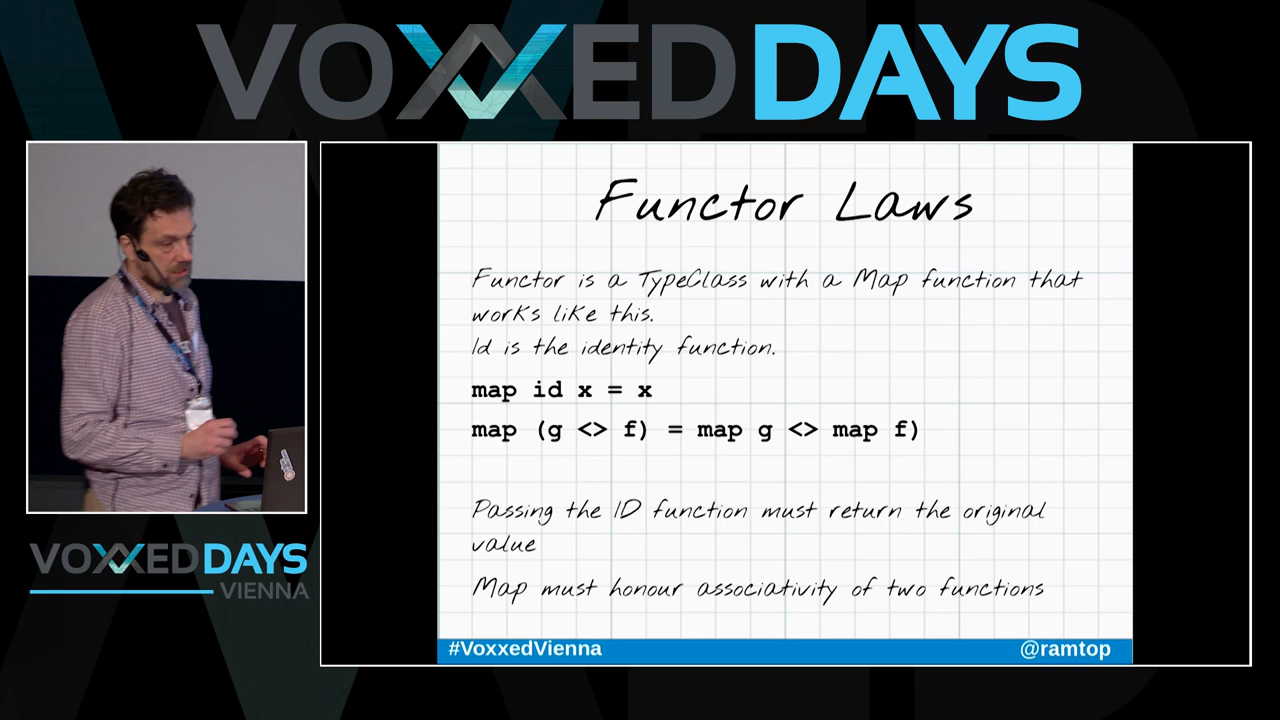 VOXXED DAYS
Functor Laws
Functor is a TypeClass with a Map function that
works like this.
Id is the identity function.
map id x = x
map (g <> f) = map g <> map f)
Passing the ID function must return the original
value
Map must honour associativity of two functions
#VoxxedVienna
@ramtop
VOXXED DAYS
VIENNA